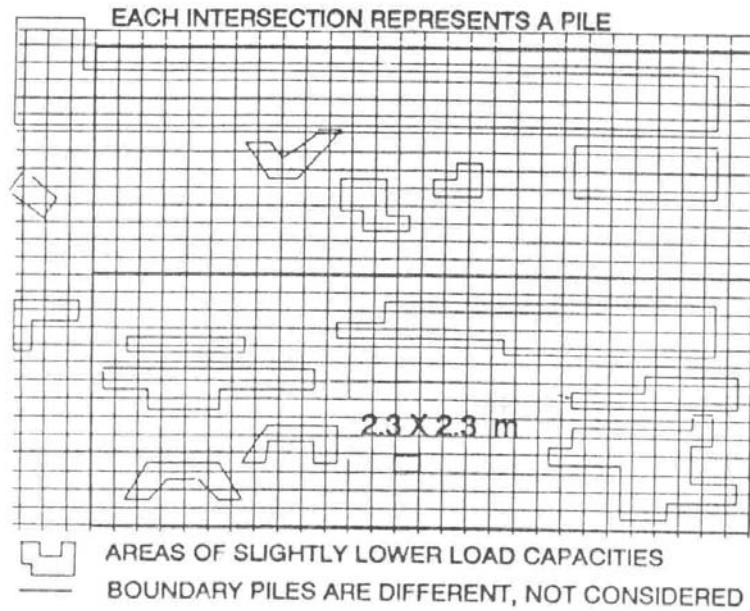 EACH INTERSECTION REPRESENTS A PILE
2.3 X 2.3 m
AREAS OF SLIGHTLY LOWER LOAD CAPACITIES
BOUNDARY PILES ARE DIFFERENT, NOT CONSIDERED